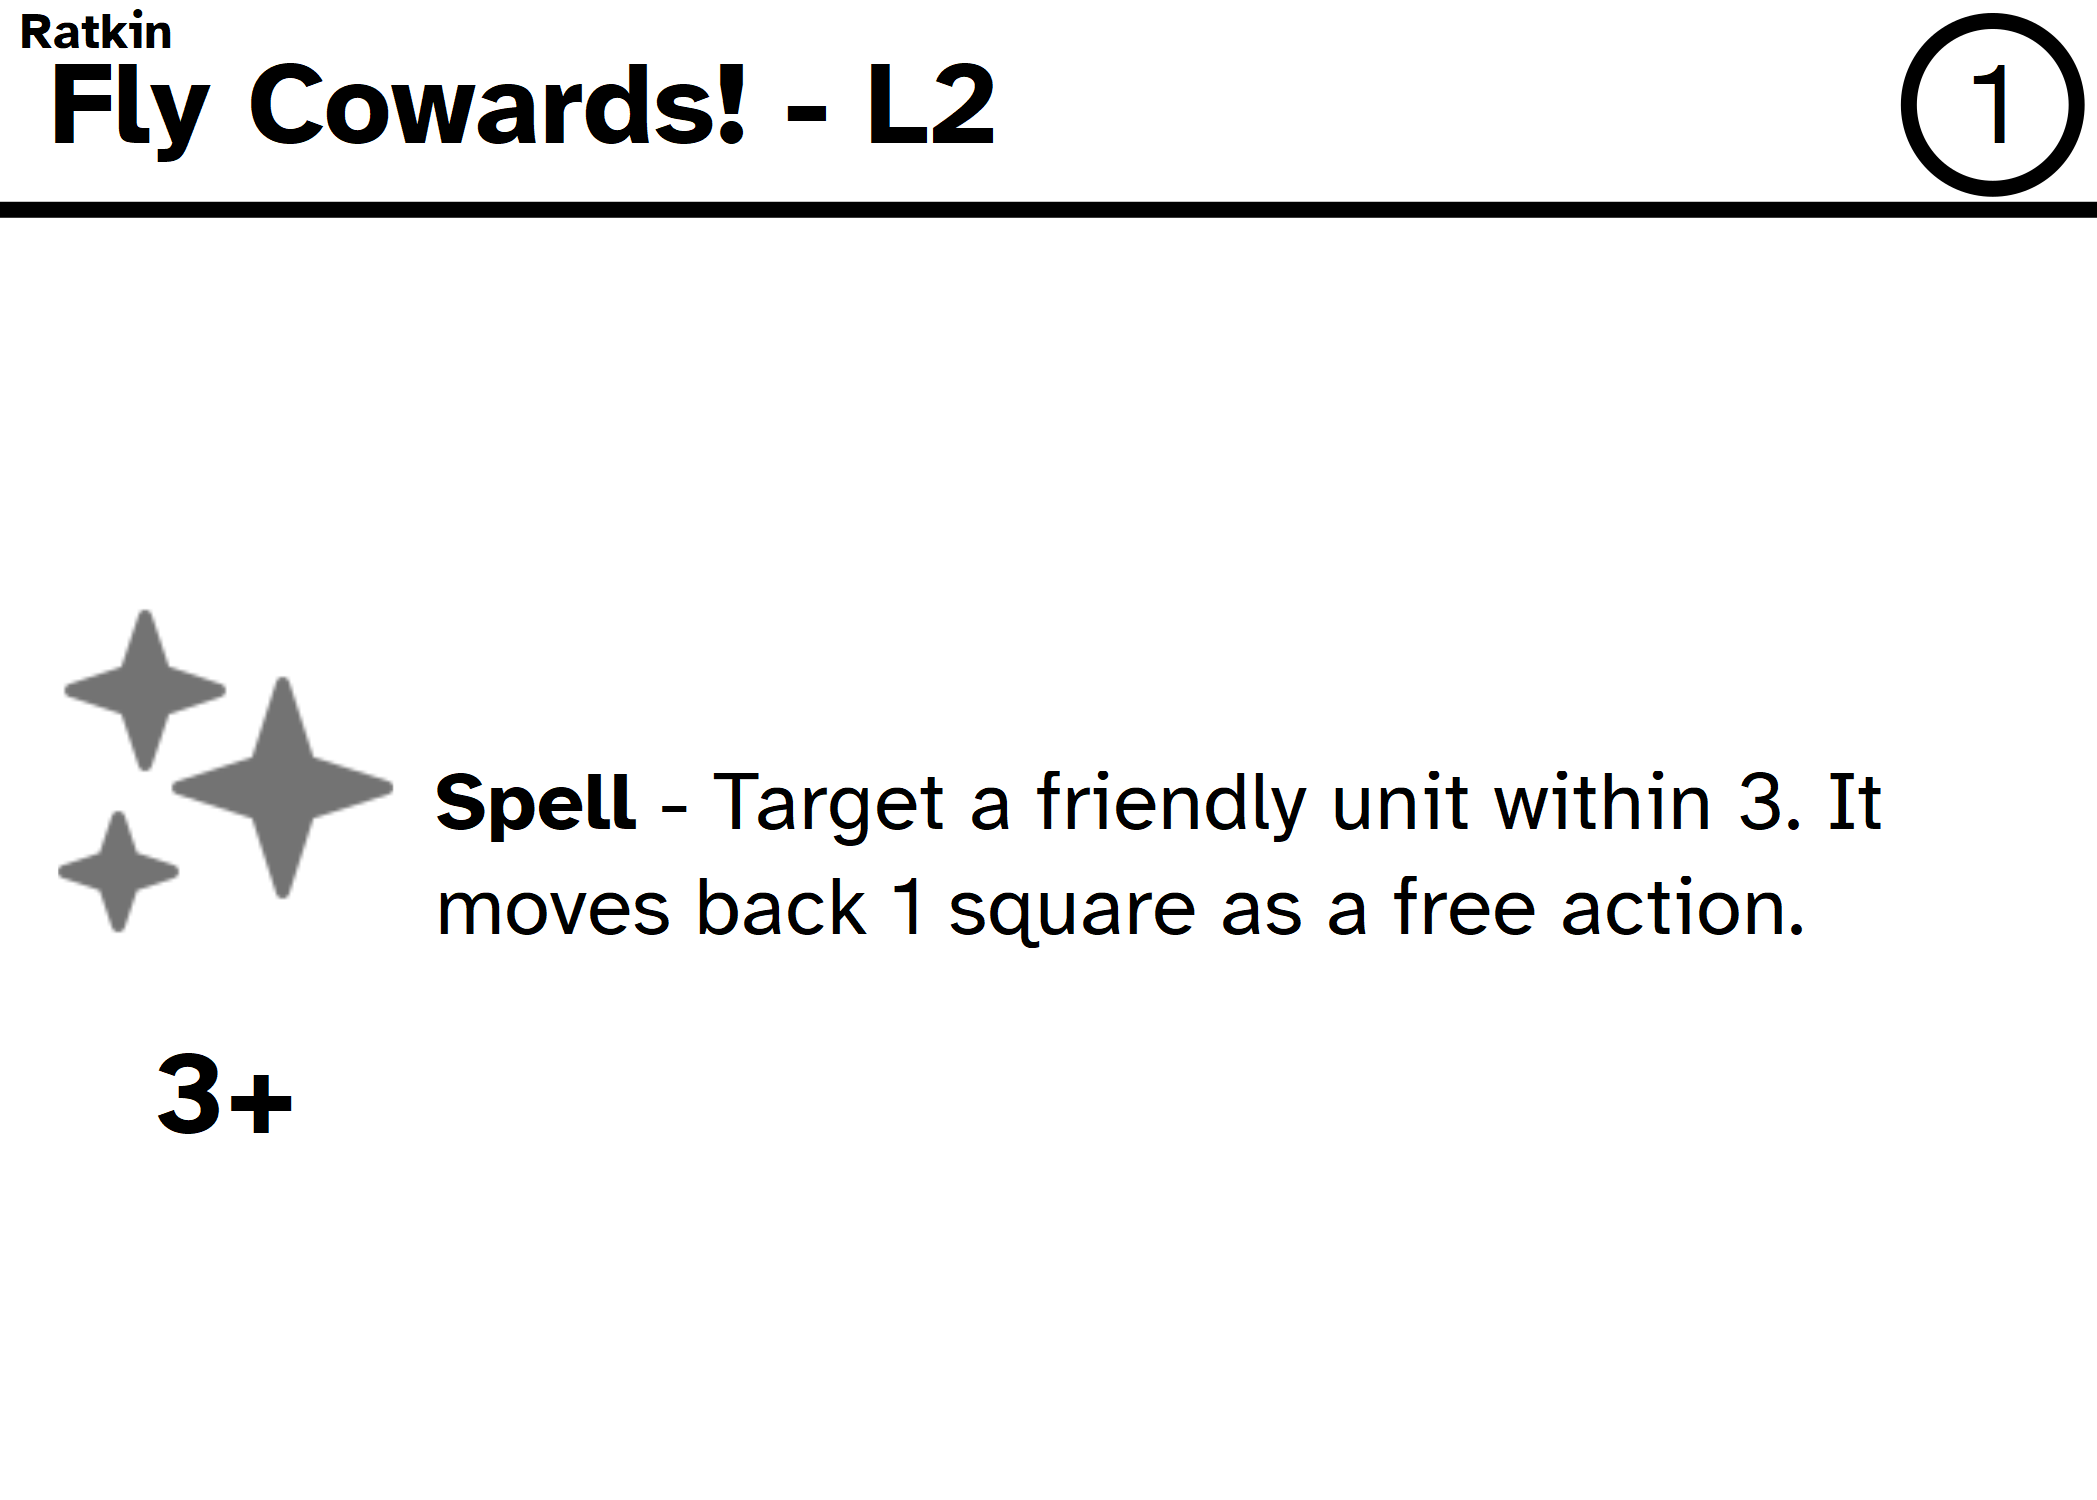 Ratkin
Fly Cowards! - L2
1
Spell - Target a friendly unit within 3. It
moves back 1 square as a free action.
3+